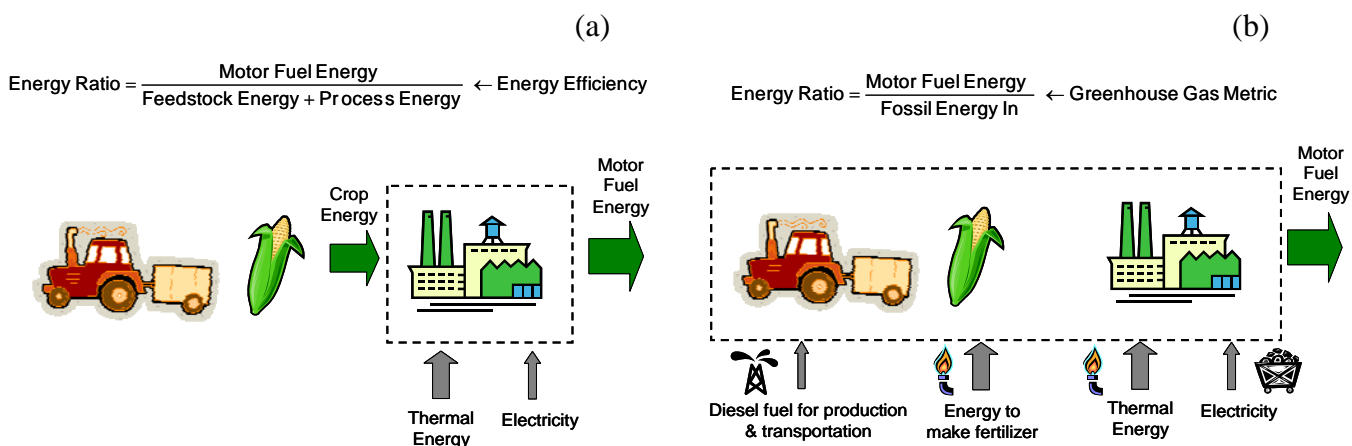 (a)
Energy Ratio = Motor Fuel Energy / Feedstock Energy + Process Energy ← Energy Efficiency
Crop
Energy
Motor
Fuel
Energy
Thermal
Energy
Electricity
(b)
Energy Ratio = Motor Fuel Energy / Fossil Energy In ← Greenhouse Gas Metric
Motor
Fuel
Energy
Diesel fuel for production
& transportation
Energy to
make fertilizer
Thermal
Energy
Electricity